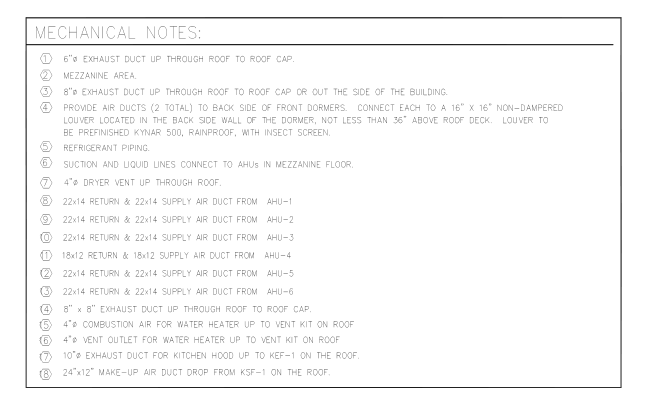 MECHANICAL NOTES:
1 6"ø EXHAUST DUCT UP THROUGH ROOF TO ROOF CAP.
2 MEZZANINE AREA.
3 8"ø EXHAUST DUCT UP THROUGH ROOF TO ROOF CAP OR OUT THE SIDE OF THE BUILDING.
4 PROVIDE AIR DUCTS (2 TOTAL) TO BACK SIDE OF FRONT DORMERS. CONNECT EACH TO A 16" X 16" NON-DAMPERED
LOUVER LOCATED IN THE BACK SIDE WALL OF THE DORMER, NOT LESS THAN 36" ABOVE ROOF DECK. LOUVER TO
BE PREFINISHED KYNAR 500, RAINPROOF, WITH INSECT SCREEN.
5 REFRIGERANT PIPING.
6 SUCTION AND LIQUID LINES CONNECT TO AHUs IN MEZZANINE FLOOR.
7 4"ø DRYER VENT UP THROUGH ROOF.
8 22x14 RETURN & 22x14 SUPPLY AIR DUCT FROM AHU-1
9 22x14 RETURN & 22x14 SUPPLY AIR DUCT FROM AHU-2
10 22x14 RETURN & 22x14 SUPPLY AIR DUCT FROM AHU-3
11 18x12 RETURN & 18x12 SUPPLY AIR DUCT FROM AHU-4
12 22x14 RETURN & 22x14 SUPPLY AIR DUCT FROM AHU-5
13 22x14 RETURN & 22x14 SUPPLY AIR DUCT FROM AHU-6
14 8" x 8" EXHAUST DUCT UP THROUGH ROOF TO ROOF CAP.
15 4"ø COMBUSTION AIR FOR WATER HEATER UP TO VENT KIT ON ROOF
16 4"ø VENT OUTLET FOR WATER HEATER UP TO VENT KIT ON ROOF
17 10"ø EXHAUST DUCT FOR KITCHEN HOOD UP TO KEF-1 ON THE ROOF.
18 24"x12" MAKE-UP AIR DUCT DROP FROM KSF-1 ON THE ROOF.